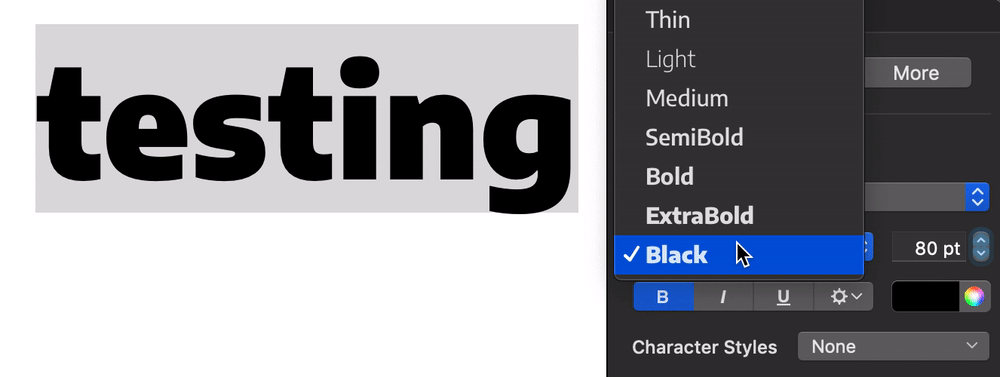 testing
Thin
Light
Medium
SemiBold
Bold
ExtraBold
✓ Black
More
80 pt
B I U
Character Styles None